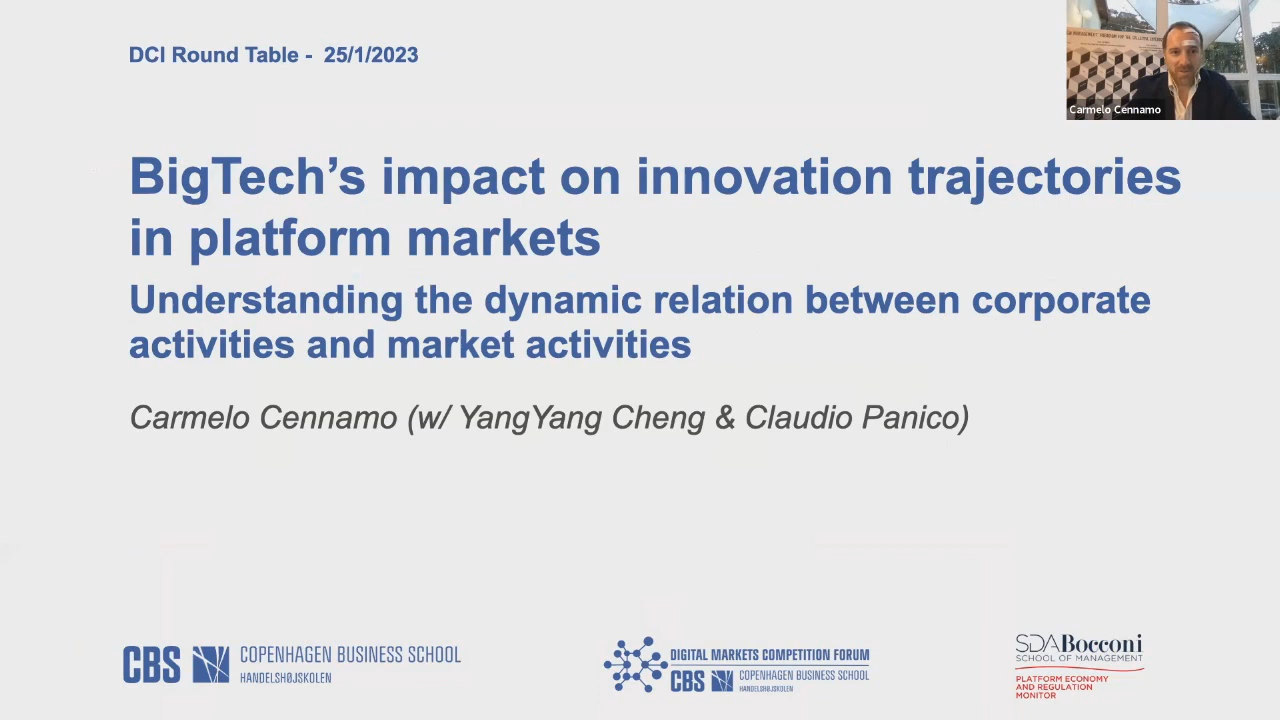 DCI Round Table - 25/1/2023
Carmelo Cennamo
BigTech's impact on innovation trajectories
in platform markets
Understanding the dynamic relation between corporate
activities and market activities
Carmelo Cennamo (w/ YangYang Cheng & Claudio Panico)
CBS COPENHAGEN BUSINESS SCHOOL
HANDELSHØJSKOLEN
DIGITAL MARKETS COMPETITION FORUM
CBS COPENHAGEN BUSINESS SCHOOL
HANDELSHØJSKOLEN
SDA Bocconi
SCHOOL OF MANAGEMENT
PLATFORM ECONOMY
AND REGULATION
MONITOR